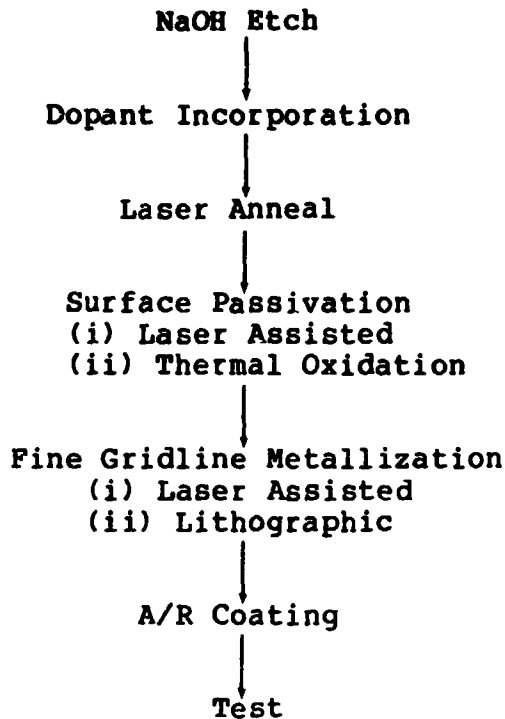 NaOH Etch
Dopant Incorporation
Laser Anneal
Surface Passivation
(i) Laser Assisted
(ii) Thermal Oxidation
Fine Gridline Metallization
(i) Laser Assisted
(ii) Lithographic
A/R Coating
Test